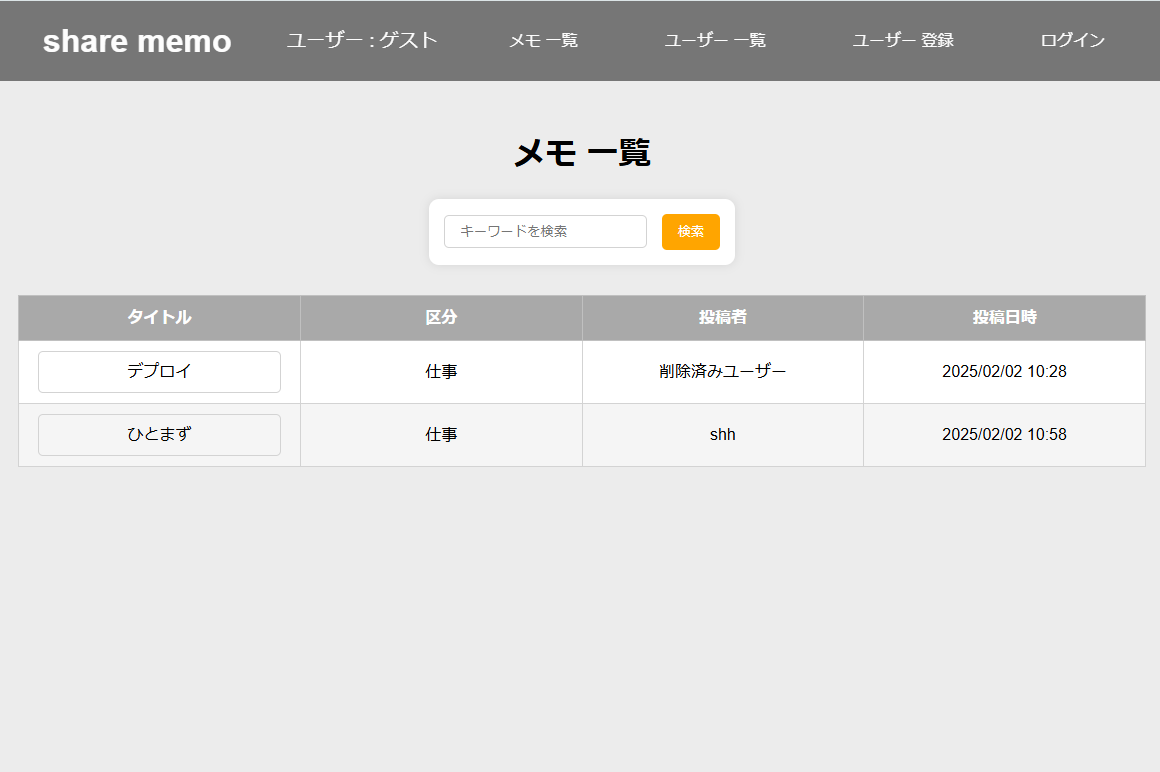 share memo ユーザー : ゲスト メモ 一覧 ユーザー 一覧 ユーザー 登録 ログイン
メモ 一覧
キーワードを検索 検索
タイトル 区分 投稿者 投稿日時
デプロイ 仕事 削除済みユーザー 2025/02/02 10:28
ひとまず 仕事 shh 2025/02/02 10:58